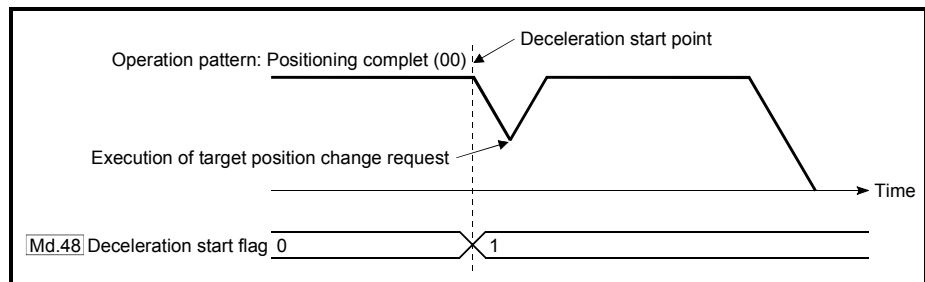 Deceleration start point
Operation pattern: Positioning complet (00)
Execution of target position change request
Time
Md.48 Deceleration start flag 0 1